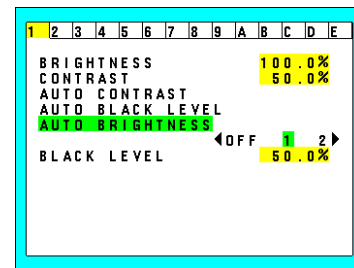 1 2 3 4 5 6 7 8 9 A B C D E
BRIGHTNESS 100.0%
CONTRAST 50.0%
AUTO CONTRAST
AUTO BLACK LEVEL
AUTO BRIGHTNESS
◀OFF 1 2▶
BLACK LEVEL 50.0%